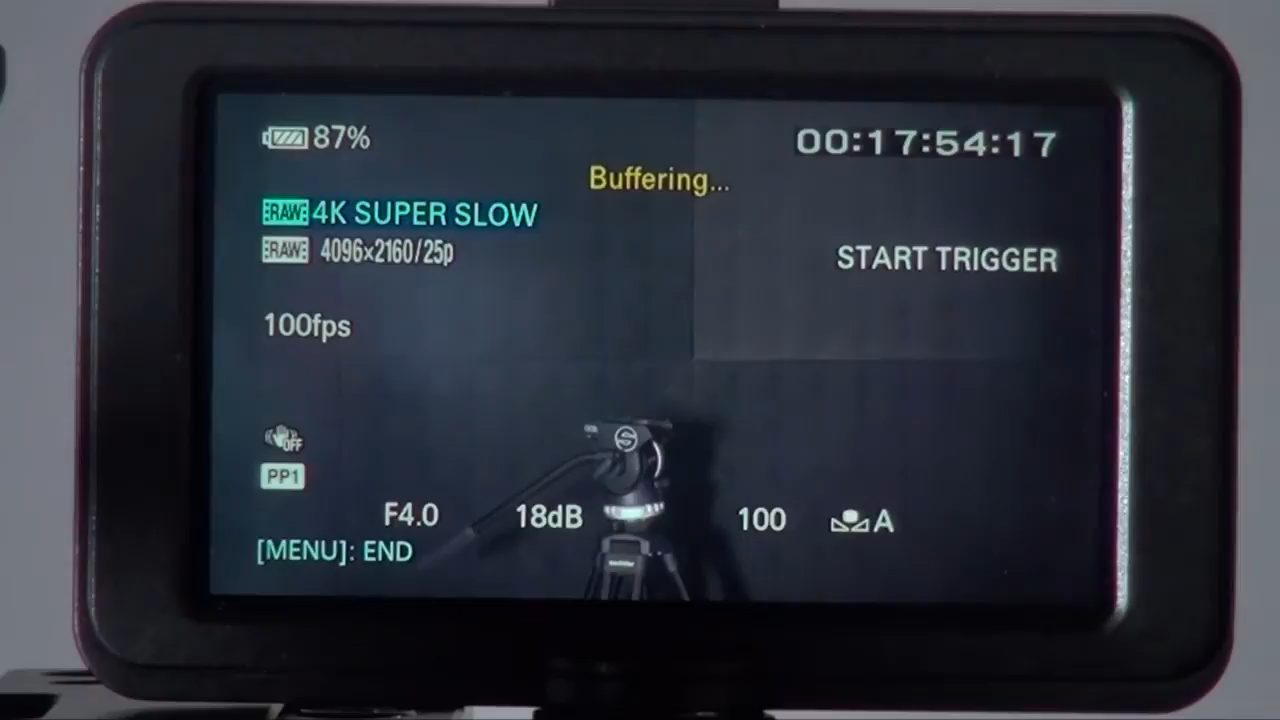 87%
00:17:54:17
Buffering...
RAW 4K SUPER SLOW
RAW 4096×2160/25p
START TRIGGER
100fps
OFF
PP1
F4.0 18dB 100 A
[MENU]: END